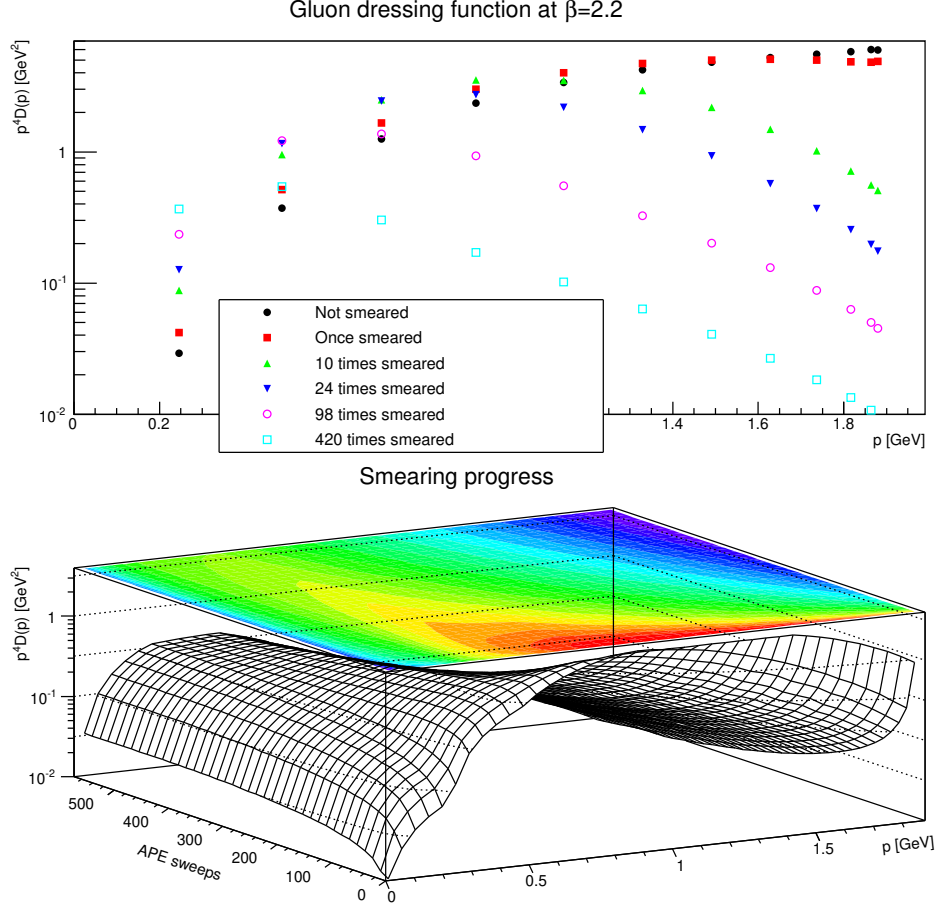 Gluon dressing function at β=2.2
p⁴D(p) [GeV²]
1
10⁻¹
10⁻²
0
0.2
1.4
1.6
1.8
p [GeV]
Not smeared
Once smeared
10 times smeared
24 times smeared
98 times smeared
420 times smeared
Smearing progress
p⁴D(p) [GeV²]
1
10⁻¹
10⁻²
500
400
300
200
100
0
APE sweeps
0
0.5
1
1.5
p [GeV]